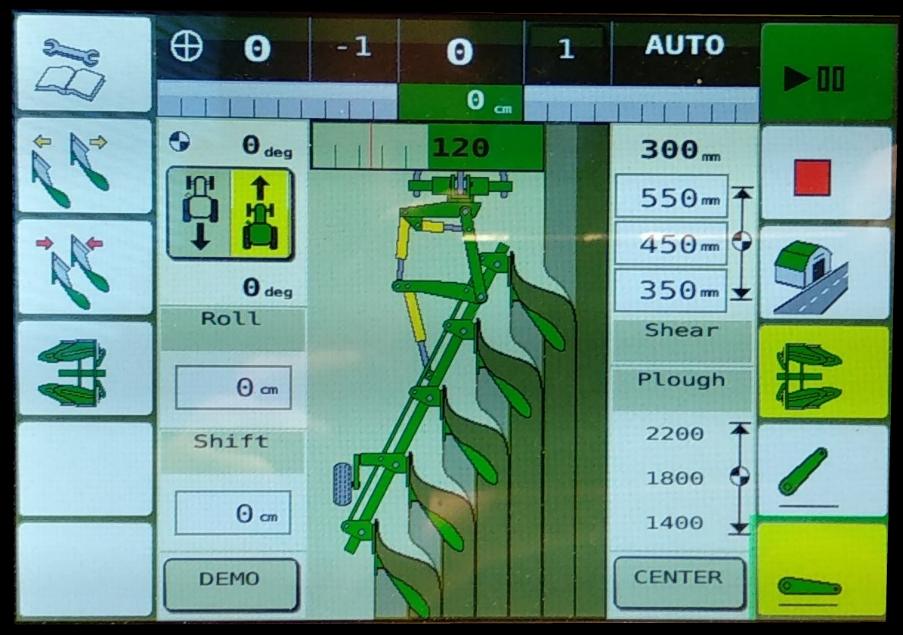 0
-1
0
1
AUTO
0 cm
0 deg
120
300 mm
550 mm
450 mm
350 mm
0 deg
Roll
Shear
0 cm
Plough
2200
Shift
1800
0 cm
1400
DEMO
CENTER